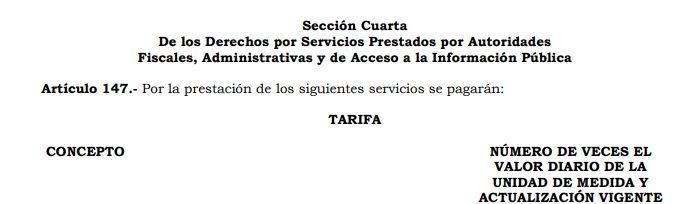 Sección Cuarta
De los Derechos por Servicios Prestados por Autoridades
Fiscales, Administrativas y de Acceso a la Información Pública
Artículo 147.- Por la prestación de los siguientes servicios se pagarán:
TARIFA
CONCEPTO
NÚMERO DE VECES EL
VALOR DIARIO DE LA
UNIDAD DE MEDIDA Y
ACTUALIZACIÓN VIGENTE